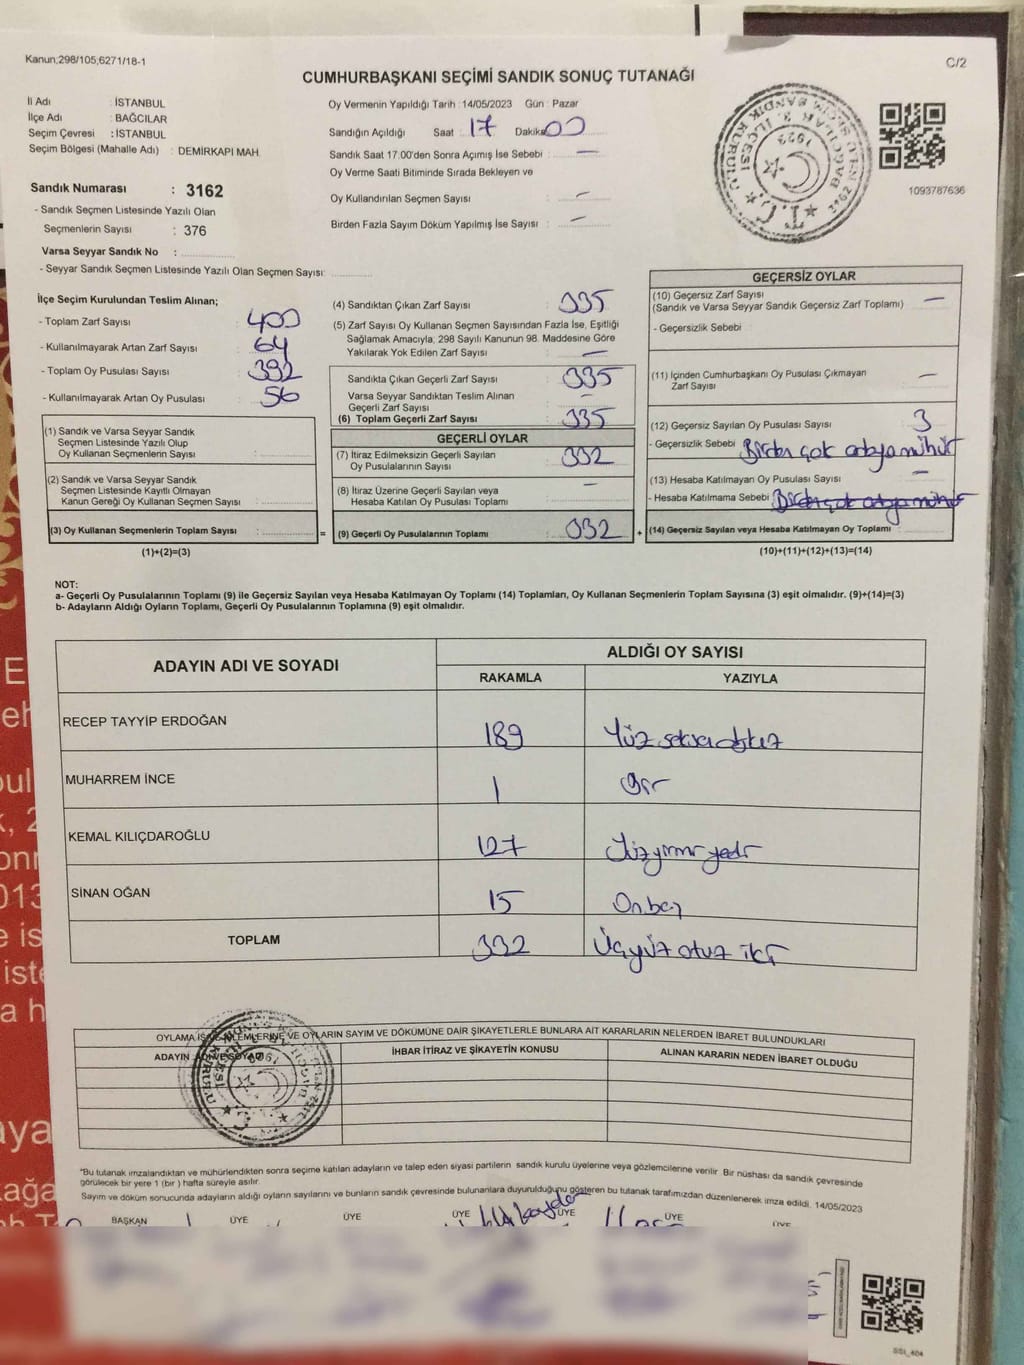 Kanun;298/105,6271/18-1
C/2
CUMHURBAŞKANI SEÇİMİ SANDIK SONUÇ TUTANAĞI
İl Adı : İSTANBUL
İlçe Adı : BAĞCILAR
Seçim Çevresi : İSTANBUL
Seçim Bölgesi (Mahalle Adı) : DEMİRKAPI MAH.
Sandık Numarası : 3162
- Sandık Seçmen Listesinde Yazılı Olan
Seçmenlerin Sayısı : 376
Varsa Seyyar Sandık No :
- Seyyar Sandık Seçmen Listesinde Yazılı Olan Seçmen Sayısı:
Oy Vermenin Yapıldığı Tarih : 14/05/2023 Gün : Pazar
Sandığın Açıldığı Saat : 17 Dakika 00
Sandık Saat 17.00'den Sonra Açımış İse Sebebi : —
Oy Verme Saati Bitiminde Sırada Bekleyen ve
Oy Kullandırılan Seçmen Sayısı : —
Birden Fazla Sayım Döküm Yapılmış İse Sayısı : —
1093787636
İlçe Seçim Kurulundan Teslim Alınan;
- Toplam Zarf Sayısı : 400
- Kullanılmayarak Artan Zarf Sayısı : 64
- Toplam Oy Pusulası Sayısı : 392
- Kullanılmayarak Artan Oy Pusulası : 56
(1) Sandık ve Varsa Seyyar Sandık
Seçmen Listesinde Yazılı Olup
Oy Kullanan Seçmenlerin Sayısı :
(2) Sandık ve Varsa Seyyar Sandık
Seçmen Listesinde Kayıtlı Olmayan
Kanun Gereği Oy Kullanan Seçmen Sayısı :
(3) Oy Kullanan Seçmenlerin Toplam Sayısı : =
(1)+(2)=(3)
(4) Sandıktan Çıkan Zarf Sayısı : 335
(5) Zarf Sayısı Oy Kullanan Seçmen Sayısından Fazla İse, Eşitliği
Sağlamak Amacıyla, 298 Sayılı Kanunun 98. Maddesine Göre
Yakılarak Yok Edilen Zarf Sayısı : —
Sandıkta Çıkan Geçerli Zarf Sayısı : 335
Varsa Seyyar Sandıktan Teslim Alınan
Geçerli Zarf Sayısı : —
(6) Toplam Geçerli Zarf Sayısı : 335
GEÇERLİ OYLAR
(7) İtiraz Edilmeksizin Geçerli Sayılan
Oy Pusulalarının Sayısı : 332
(8) İtiraz Üzerine Geçerli Sayılan veya
Hesaba Katılan Oy Pusulası Toplamı : —
(9) Geçerli Oy Pusulalarının Toplamı : 332 +
GEÇERSİZ OYLAR
(10) Geçersiz Zarf Sayısı : —
(Sandık ve Varsa Seyyar Sandık Geçersiz Zarf Toplamı)
- Geçersizlik Sebebi :
(11) İçinden Cumhurbaşkanı Oy Pusulası Çıkmayan : —
Zarf Sayısı
(12) Geçersiz Sayılan Oy Pusulası Sayısı : 3
- Geçersizlik Sebebi : Birden çok adaya mühür
(13) Hesaba Katılmayan Oy Pusulası Sayısı : —
- Hesaba Katılmama Sebebi : Birden çok adaya mühür
(14) Geçersiz Sayılan veya Hesaba Katılmayan Oy Toplamı :
(10)+(11)+(12)+(13)=(14)
NOT:
a- Geçerli Oy Pusulalarının Toplamı (9) ile Geçersiz Sayılan veya Hesaba Katılmayan Oy Toplamı (14) Toplamları, Oy Kullanan Seçmenlerin Toplam Sayısına (3) eşit olmalıdır. (9)+(14)=(3)
b- Adayların Aldığı Oyların Toplamı, Geçerli Oy Pusulalarının Toplamına (9) eşit olmalıdır.
ADAYIN ADI VE SOYADI
ALDIĞI OY SAYISI
RAKAMLA YAZIYLA
RECEP TAYYİP ERDOĞAN 189 Yüz seksen dokuz
MUHARREM İNCE 1 Bir
KEMAL KILIÇDAROĞLU 127 Yüzyirmi yedi
SİNAN OĞAN 15 Onbeş
TOPLAM 332 Üçyüz otuz iki
OYLAMA İŞLEMLERİNE VE OYLARIN SAYIM VE DÖKÜMÜNE DAİR ŞİKAYETLERLE BUNLARA AİT KARARLARIN NELERDEN İBARET BULUNDUKLARI
ADAYIN ADI VE SOYADI İHBAR İTİRAZ VE ŞİKAYETİN KONUSU ALINAN KARARIN NEDEN İBARET OLDUĞU
*Bu tutanak imzalandıktan ve mühürlendikten sonra seçime katılan adayların ve talep eden siyasi partilerin sandık kurulu üyelerine veya gözlemcilerine verilir. Bir nüshası da sandık çevresinde
görülecek bir yere 1 (bir ) hafta süreyle asılır.
Sayım ve döküm sonucunda adayların aldığı oyların sayılarını ve bunların sandık çevresinde bulunanlara duyurulduğunu gösteren bu tutanak tarafımızdan düzenlenerek imza edildi. 14/05/2023
BAŞKAN ÜYE ÜYE ÜYE ÜYE ÜYE ÜYE